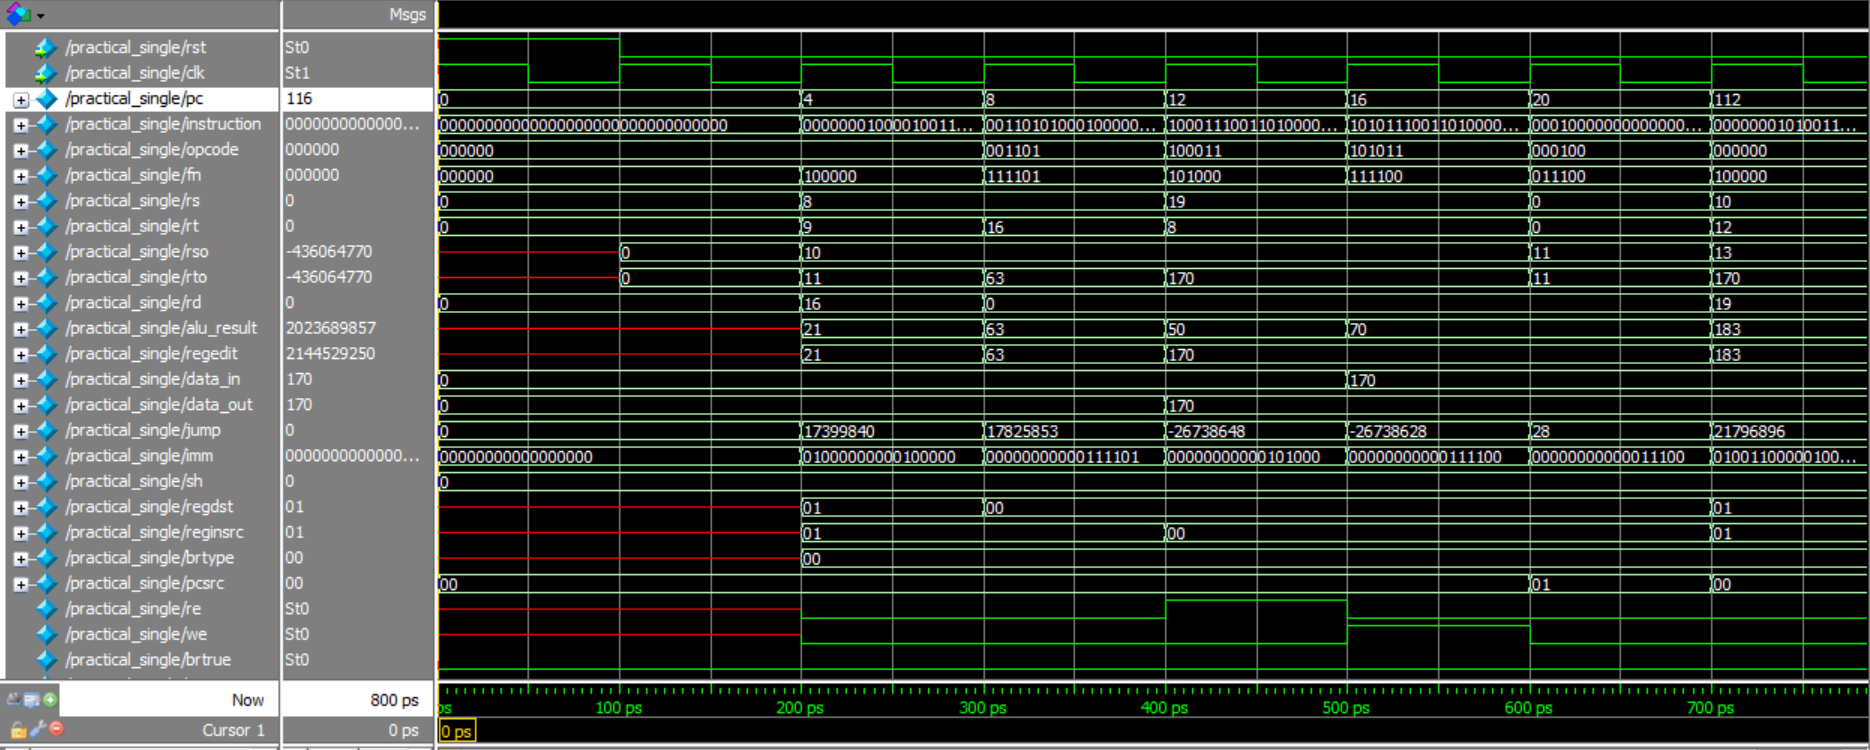 Msgs
/practical_single/rst St0
/practical_single/clk St1
/practical_single/pc 116 0 4 8 12 16 20 112
/practical_single/instruction 0000000000000... 00000000000000000000000000000000 00000001000010011... 00110101000100000... 10001110011010000... 10101110011010000... 00010000000000000... 00000001010011...
/practical_single/opcode 000000 000000 001101 100011 101011 000100 000000
/practical_single/fn 000000 000000 100000 111101 101000 111100 011100 100000
/practical_single/rs 0 0 8 19 0 10
/practical_single/rt 0 0 9 16 8 0 12
/practical_single/rso -436064770 0 10 11 13
/practical_single/rto -436064770 0 11 63 170 11 170
/practical_single/rd 0 0 16 0 19
/practical_single/alu_result 2023689857 21 63 50 70 183
/practical_single/regedit 2144529250 21 63 170 183
/practical_single/data_in 170 0 170
/practical_single/data_out 170 0 170
/practical_single/jump 0 0 17399840 17825853 -26738648 -26738628 28 21796896
/practical_single/imm 0000000000000... 0000000000000000 0100000000100000 0000000000111101 0000000000101000 0000000000111100 0000000000011100 01001100000100...
/practical_single/sh 0 0
/practical_single/regdst 01 01 00 01
/practical_single/reginsrc 01 01 00 01
/practical_single/brtype 00 00
/practical_single/pcsrc 00 00 01 00
/practical_single/re St0
/practical_single/we St0
/practical_single/brtrue St0
Now 800 ps
ps 100 ps 200 ps 300 ps 400 ps 500 ps 600 ps 700 ps
Cursor 1 0 ps 0 ps